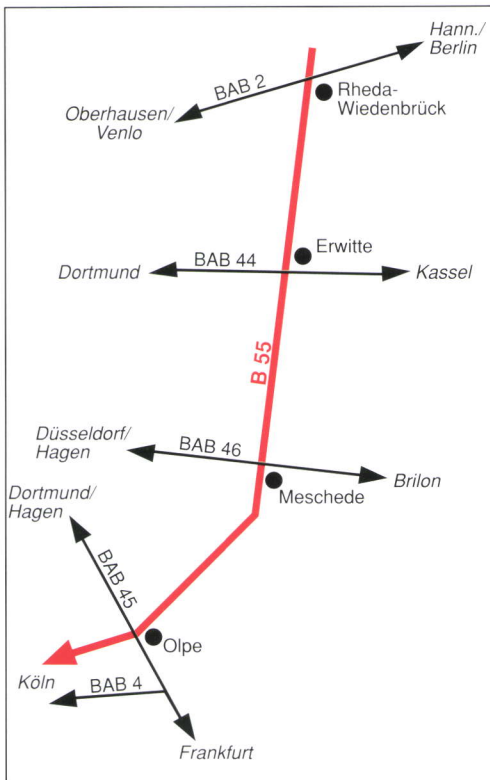 Hann./
Berlin
BAB 2
Rheda-
Wiedenbrück
Oberhausen/
Venlo
Erwitte
BAB 44
Dortmund
Kassel
B 55
Düsseldorf/
Hagen
BAB 46
Brilon
Meschede
Dortmund/
Hagen
BAB 45
Olpe
Köln
BAB 4
Frankfurt